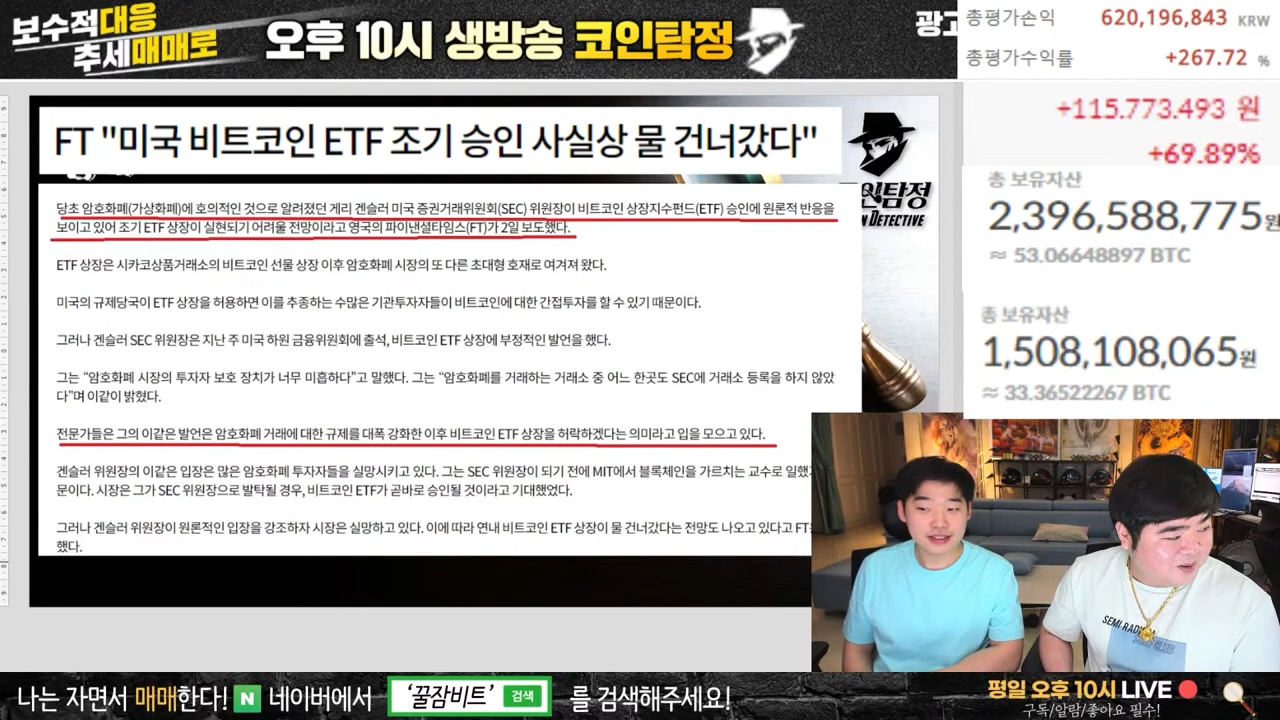 보수적대응
추세매매로
오후 10시 생방송 코인탐정
광고
총평가손익 620,196,843 KRW
총평가수익률 +267.72 %
+115.773.493 원
+69.89%
총 보유자산
2,396,588,775원
≈ 53.06648897 BTC
총 보유자산
1,508,108,065원
≈ 33.36522267 BTC
FT "미국 비트코인 ETF 조기 승인 사실상 물 건너갔다"
인탐정
N DETECTIVE
당초 암호화폐(가상화폐)에 호의적인 것으로 알려졌던 게리 겐슬러 미국 증권거래위원회(SEC) 위원장이 비트코인 상장지수펀드(ETF) 승인에 원론적 반응을
보이고 있어 조기 ETF 상장이 실현되기 어려울 전망이라고 영국의 파이낸셜타임스(FT)가 2일 보도했다.
ETF 상장은 시카코상품거래소의 비트코인 선물 상장 이후 암호화폐 시장의 또 다른 초대형 호재로 여겨져 왔다.
미국의 규제당국이 ETF 상장을 허용하면 이를 추종하는 수많은 기관투자자들이 비트코인에 대한 간접투자를 할 수 있기 때문이다.
그러나 겐슬러 SEC 위원장은 지난 주 미국 하원 금융위원회에 출석, 비트코인 ETF 상장에 부정적인 발언을 했다.
그는 “암호화폐 시장의 투자자 보호 장치가 너무 미흡하다”고 말했다. 그는 “암호화폐를 거래하는 거래소 중 어느 한곳도 SEC에 거래소 등록을 하지 않았
다”며 이같이 밝혔다.
전문가들은 그의 이같은 발언은 암호화폐 거래에 대한 규제를 대폭 강화한 이후 비트코인 ETF 상장을 허락하겠다는 의미라고 입을 모으고 있다.
겐슬러 위원장의 이같은 입장은 많은 암호화폐 투자자들을 실망시키고 있다. 그는 SEC 위원장이 되기 전에 MIT에서 블록체인을 가르치는 교수로 일했기
문이다. 시장은 그가 SEC 위원장으로 발탁될 경우, 비트코인 ETF가 곧바로 승인될 것이라고 기대했었다.
그러나 겐슬러 위원장이 원론적인 입장을 강조하자 시장은 실망하고 있다. 이에 따라 연내 비트코인 ETF 상장이 물 건너갔다는 전망도 나오고 있다고 FT
했다.
나는 자면서 매매한다! N 네이버에서 ‘꿀잠비트’ 검색 를 검색해주세요!
평일 오후 10시 LIVE
구독/알람/좋아요 필수!